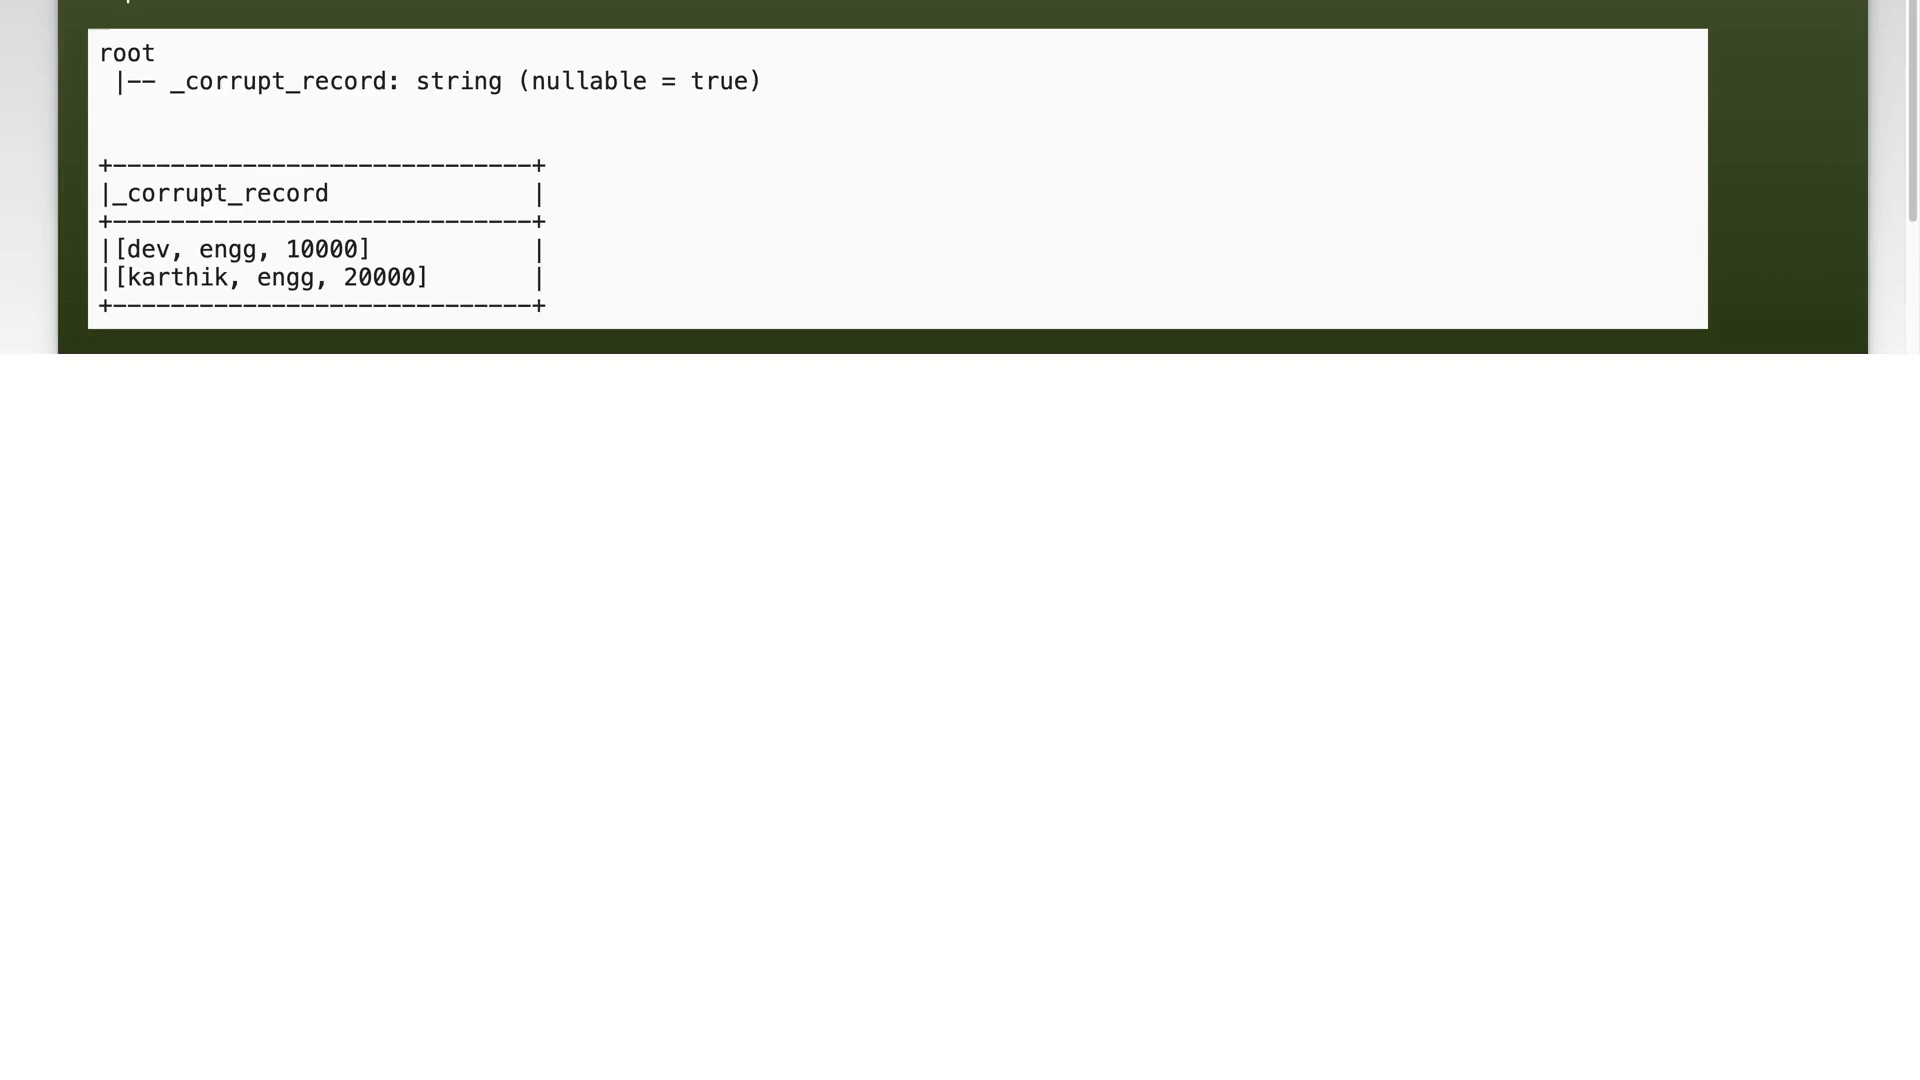 root
 |-- _corrupt_record: string (nullable = true)
+-----------------------------+
|_corrupt_record              |
+-----------------------------+
|[dev, engg, 10000]           |
|[karthik, engg, 20000]       |
+-----------------------------+